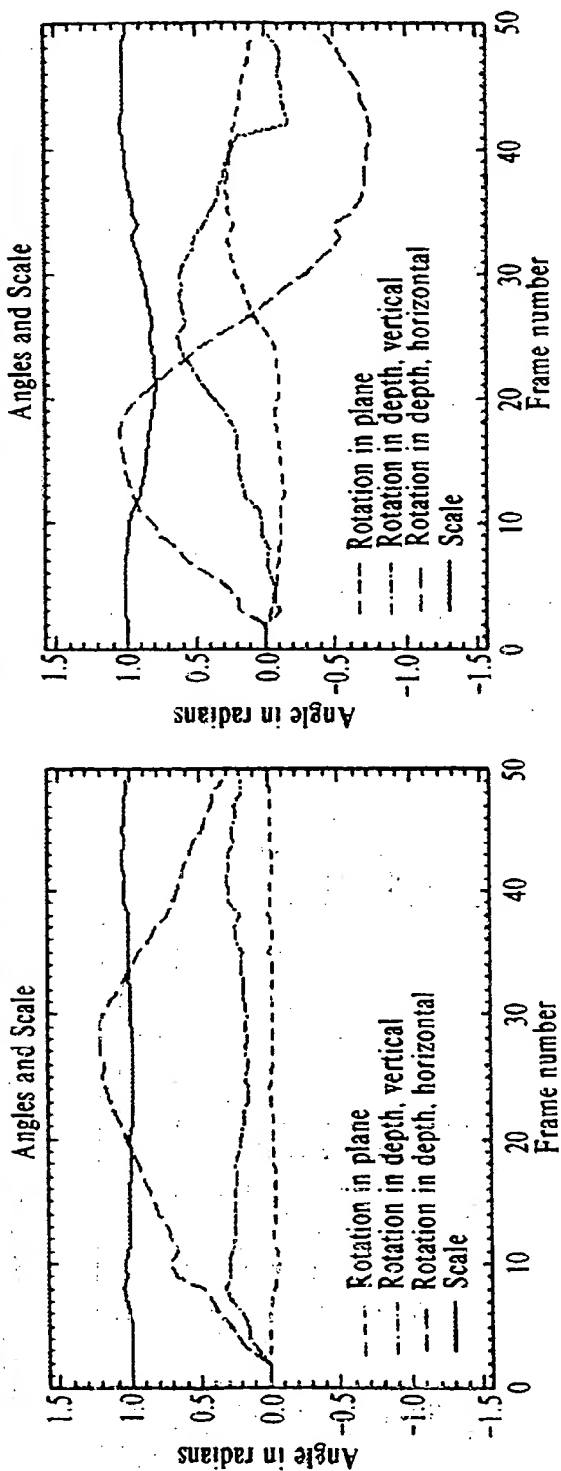 Angles and Scale
Angle in radians
1.5
1.0
0.5
0.0
-0.5
-1.0
-1.5
Rotation in plane
Rotation in depth, vertical
Rotation in depth, horizontal
Scale
0 10 20 30 40 50
Frame number
Angles and Scale
Angle in radians
1.5
1.0
0.5
0.0
-0.5
-1.0
-1.5
Rotation in plane
Rotation in depth, vertical
Rotation in depth, horizontal
Scale
0 10 20 30 40 50
Frame number